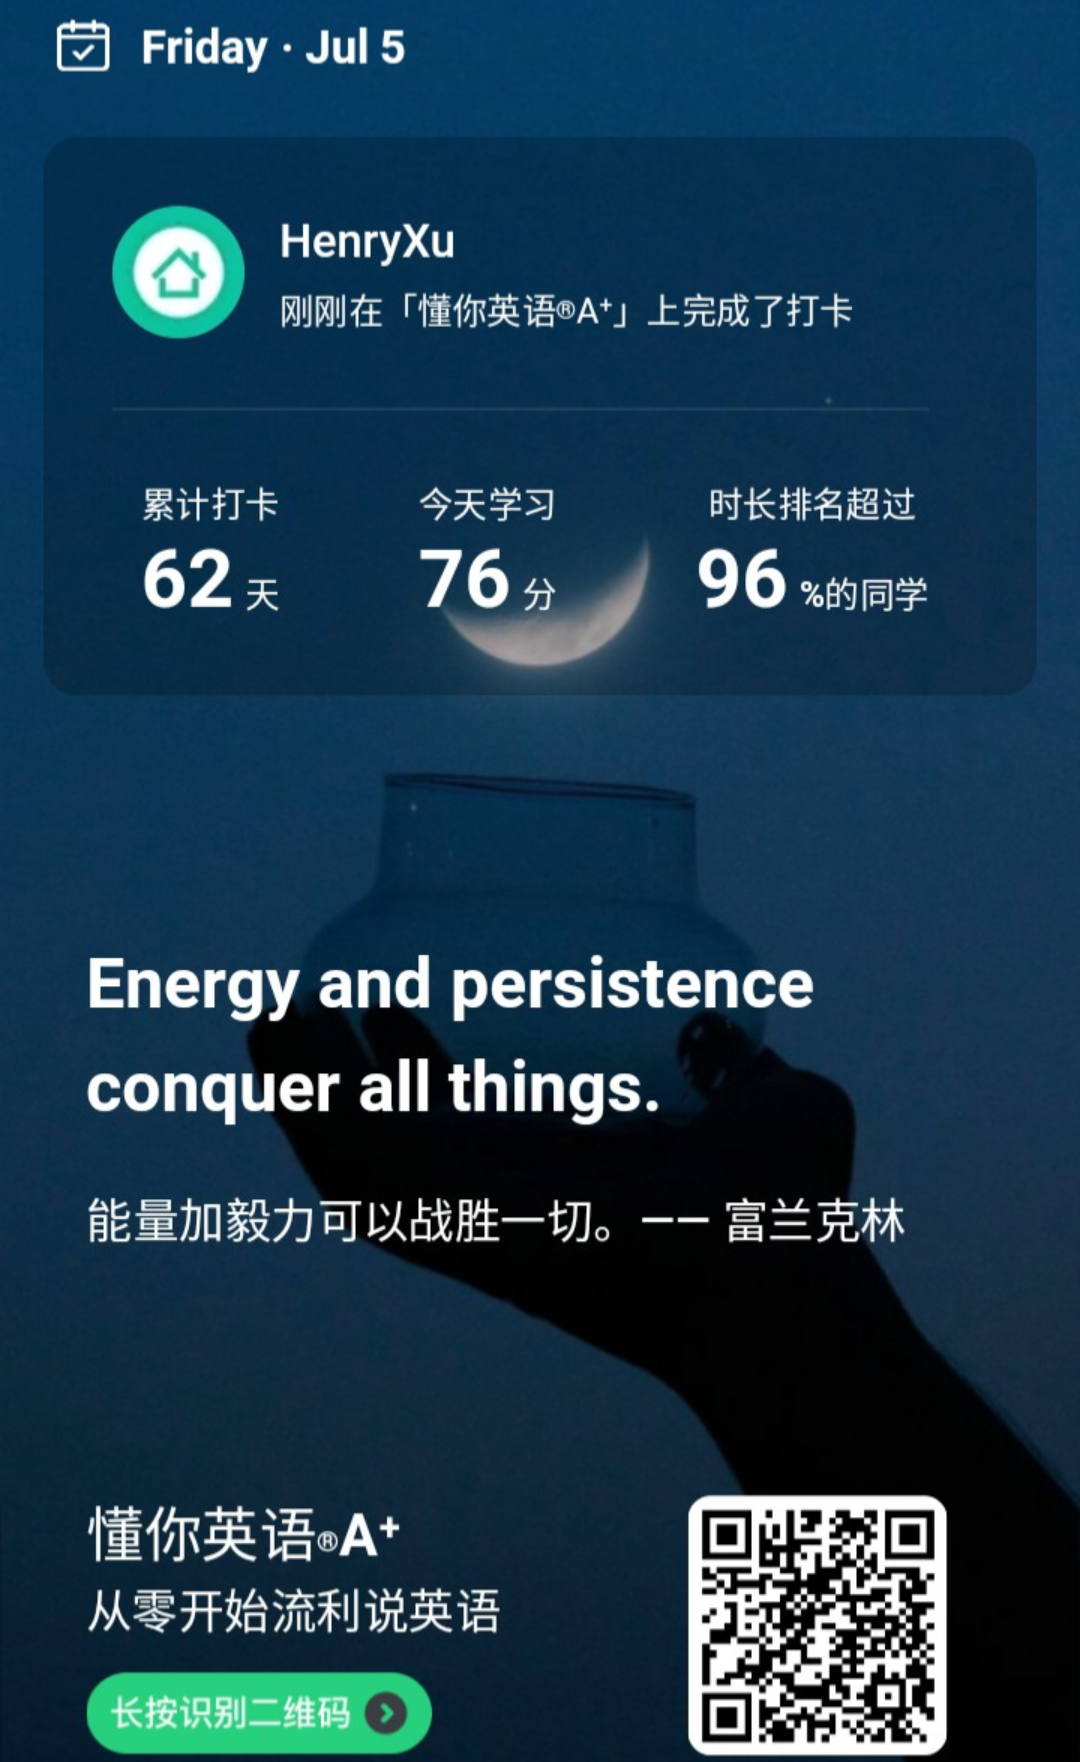 Friday · Jul 5
HenryXu
刚刚在「懂你英语®A⁺」上完成了打卡
累计打卡 今天学习 时长排名超过
62 天 76 分 96 %的同学
Energy and persistence
conquer all things.
能量加毅力可以战胜一切。—— 富兰克林
懂你英语®A⁺
从零开始流利说英语
长按识别二维码